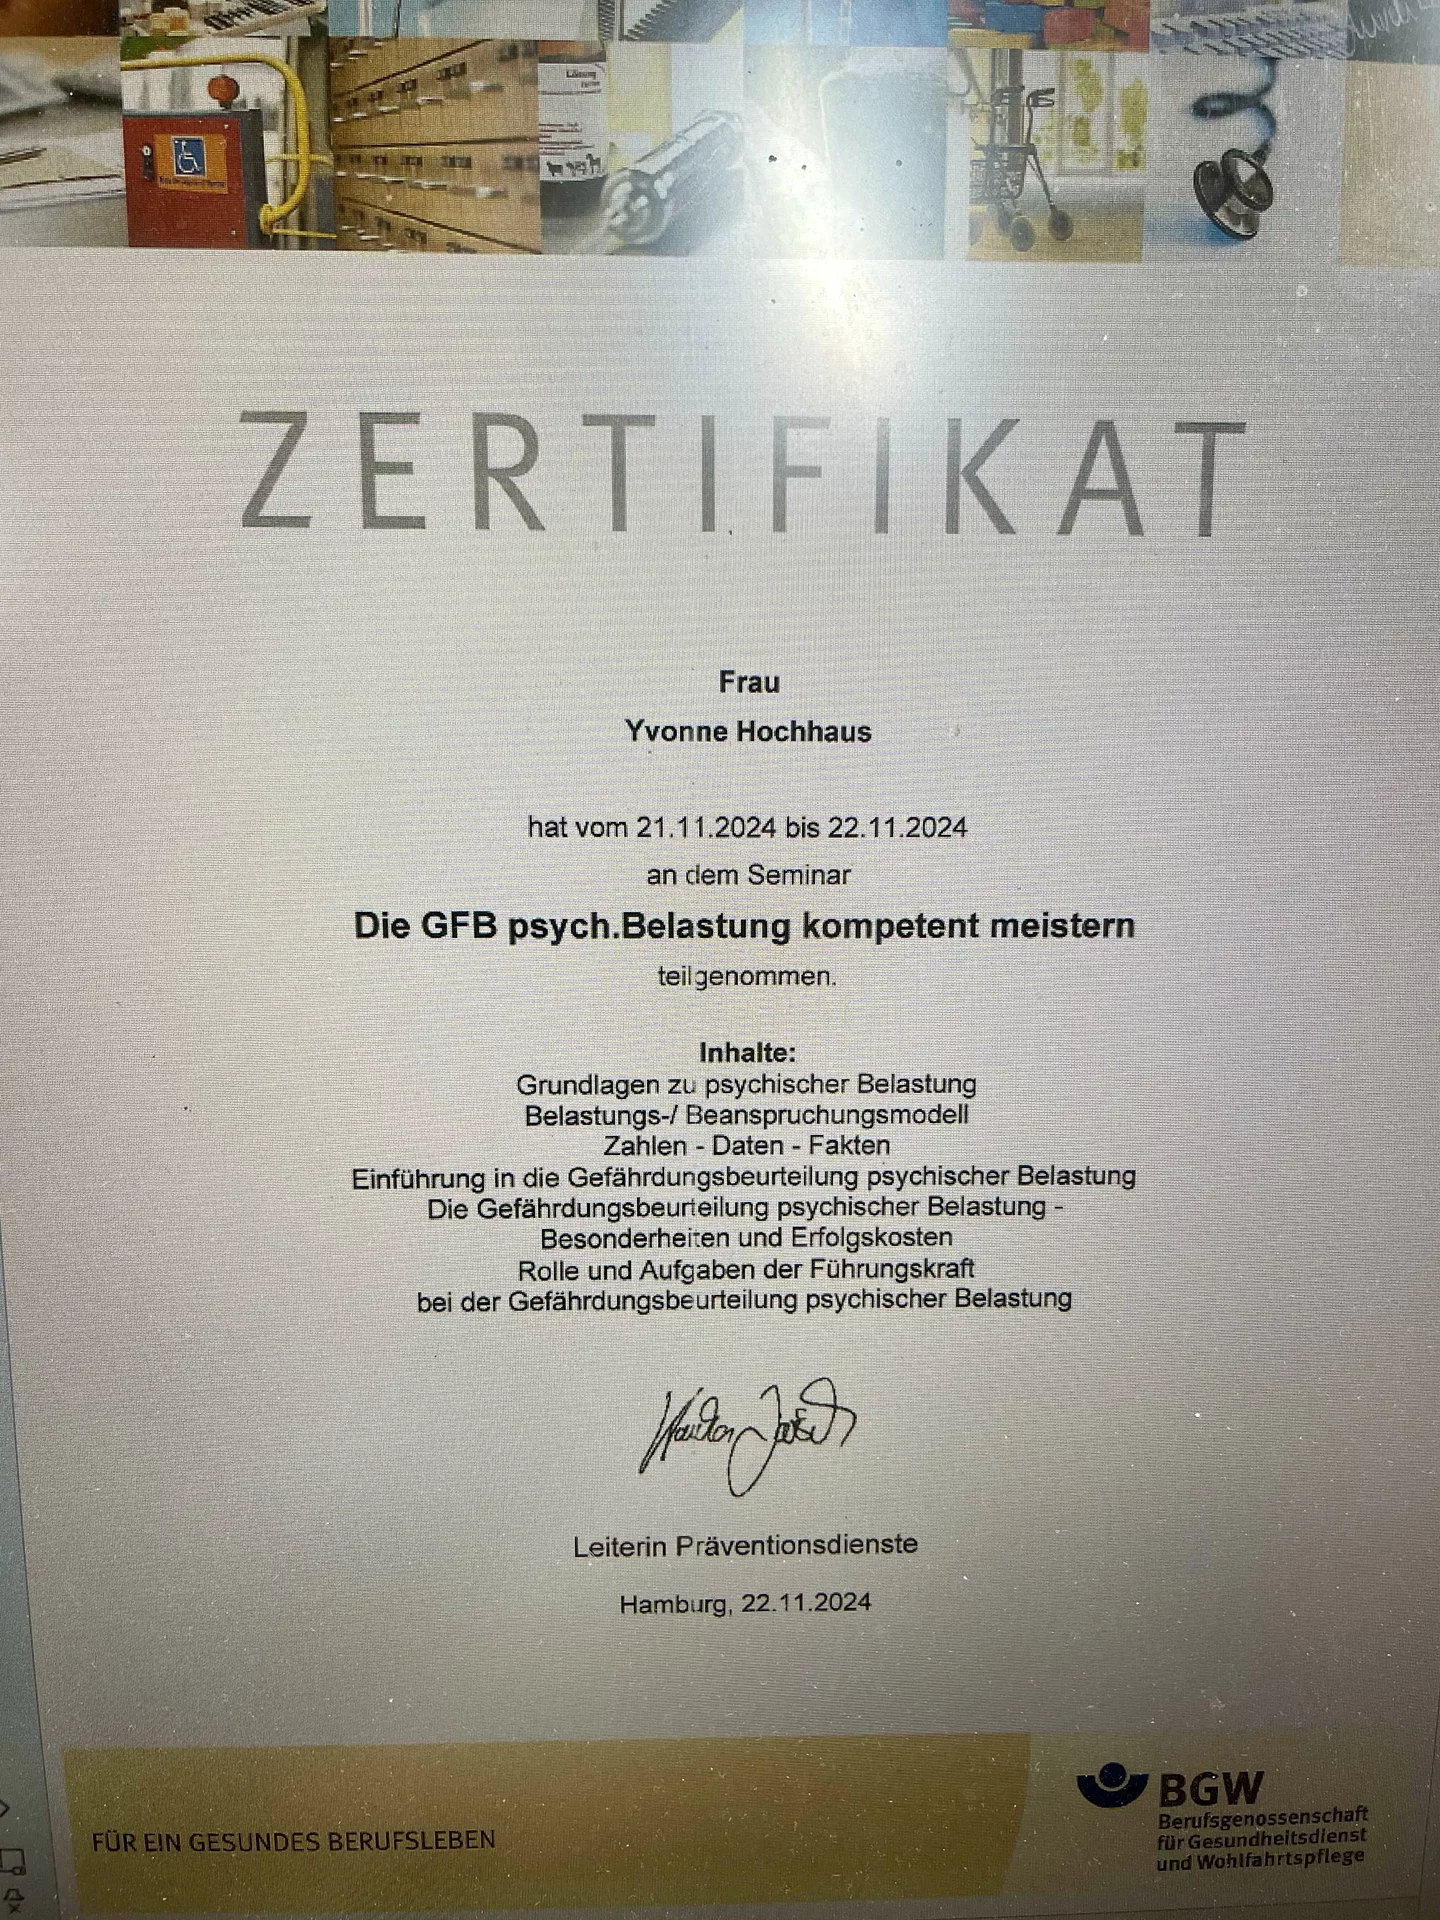 Lösung
ZERTIFIKAT
Frau
Yvonne Hochhaus
hat vom 21.11.2024 bis 22.11.2024
an dem Seminar
Die GFB psych.Belastung kompetent meistern
teilgenommen.
Inhalte:
Grundlagen zu psychischer Belastung
Belastungs-/ Beanspruchungsmodell
Zahlen - Daten - Fakten
Einführung in die Gefährdungsbeurteilung psychischer Belastung
Die Gefährdungsbeurteilung psychischer Belastung -
Besonderheiten und Erfolgskosten
Rolle und Aufgaben der Führungskraft
bei der Gefährdungsbeurteilung psychischer Belastung
Leiterin Präventionsdienste
Hamburg, 22.11.2024
FÜR EIN GESUNDES BERUFSLEBEN
BGW
Berufsgenossenschaft
für Gesundheitsdienst
und Wohlfahrtspflege